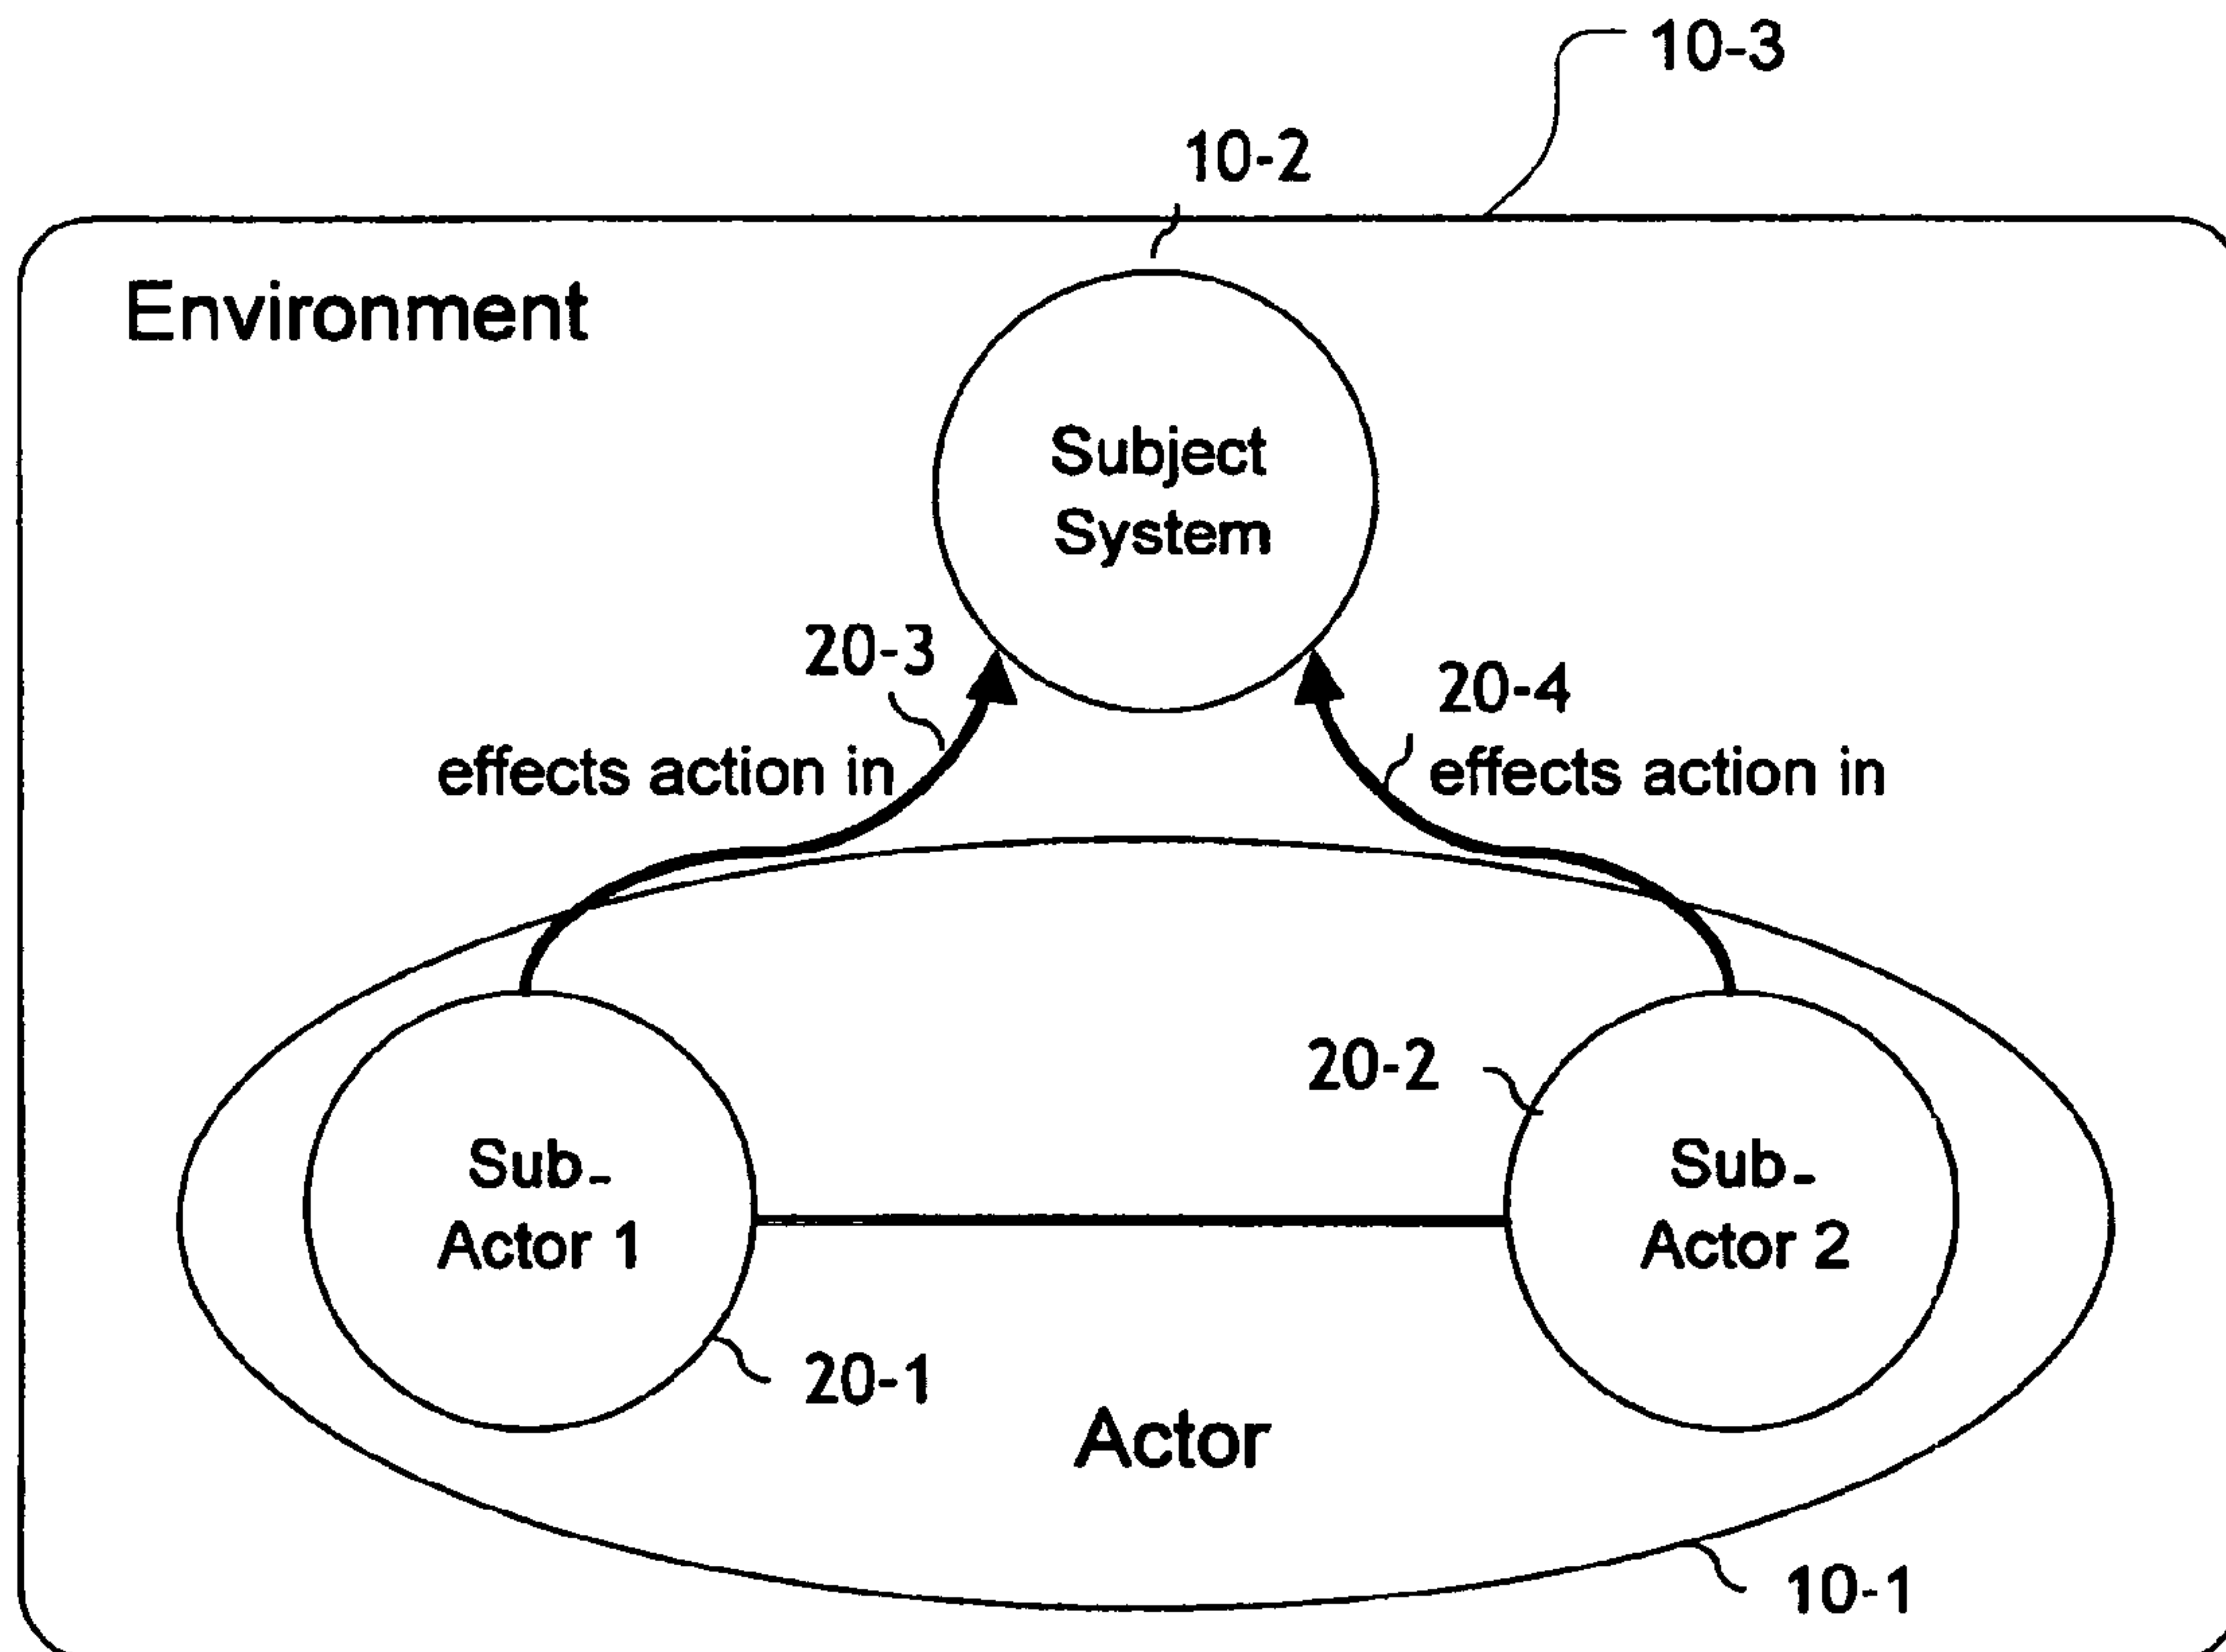 10-3
10-2
Environment
Subject
System
20-3
20-4
effects action in
effects action in
20-2
Sub-
Actor 1
Sub-
Actor 2
20-1
Actor
10-1